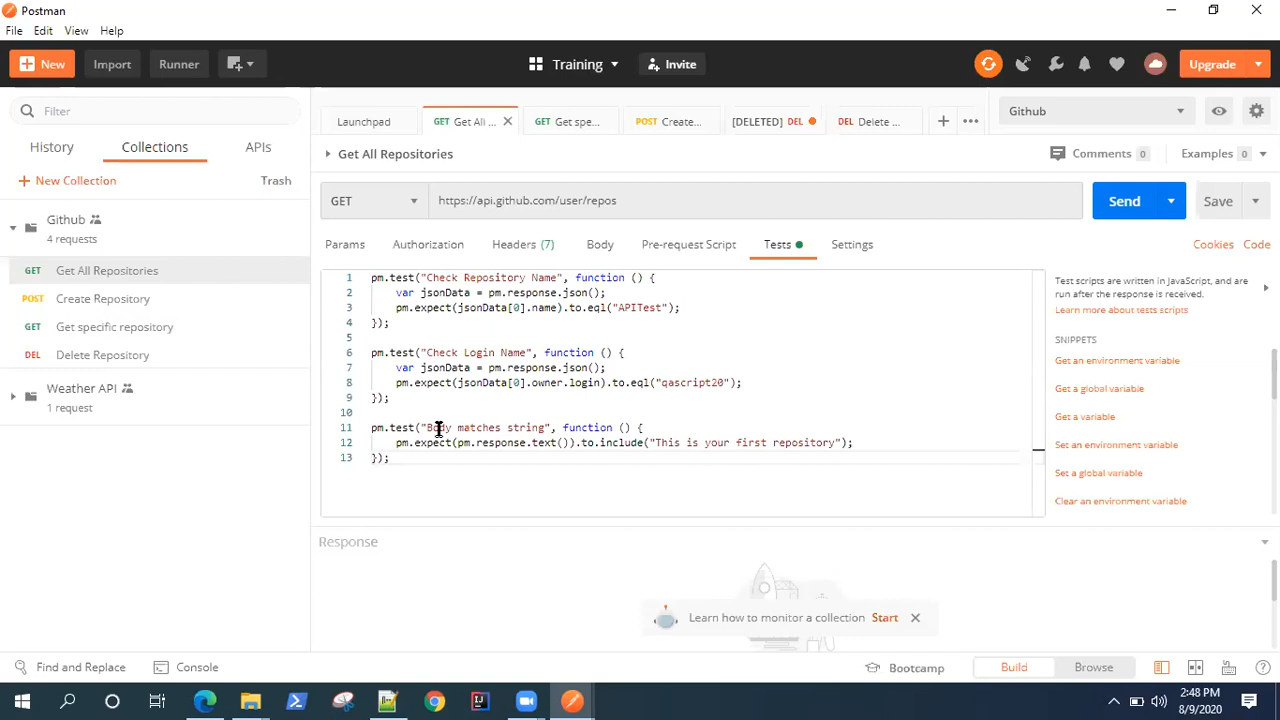 Postman
File Edit View Help
New Import Runner Training Invite Upgrade
Filter
History Collections APIs
New Collection Trash
Github
4 requests
GET Get All Repositories
POST Create Repository
GET Get specific repository
DEL Delete Repository
Weather API
1 request
Launchpad GET Get All ... GET Get spe... POST Create... [DELETED] DEL DEL Delete ... Github
Get All Repositories Comments 0 Examples 0
GET https://api.github.com/user/repos Send Save
Params Authorization Headers (7) Body Pre-request Script Tests Settings Cookies Code
1 pm.test("Check Repository Name", function () {
2 var jsonData = pm.response.json();
3 pm.expect(jsonData[0].name).to.eql("APITest");
4 });
5
6 pm.test("Check Login Name", function () {
7 var jsonData = pm.response.json();
8 pm.expect(jsonData[0].owner.login).to.eql("qascript20");
9 });
10
11 pm.test("Body matches string", function () {
12 pm.expect(pm.response.text()).to.include("This is your first repository");
13 });
Test scripts are written in JavaScript, and are
run after the response is received.
Learn more about tests scripts
SNIPPETS
Get an environment variable
Get a global variable
Get a variable
Set an environment variable
Set a global variable
Clear an environment variable
Response
Learn how to monitor a collection Start
Find and Replace Console Bootcamp Build Browse
2:48 PM
8/9/2020